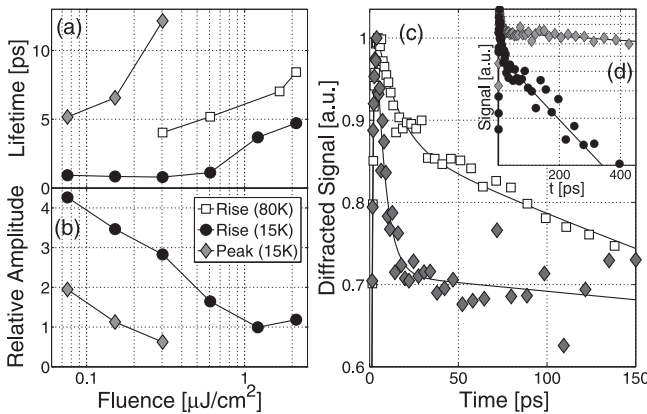 (a)
Lifetime [ps]
10
5
0
(b)
Relative Amplitude
4
3
2
1
0
Rise (80K)
Rise (15K)
Peak (15K)
0.1
1
Fluence [μJ/cm²]
(c)
Diffracted Signal [a.u.]
1
0.9
0.8
0.7
0.6
0
50
100
150
Time [ps]
(d)
Signal [a.u.]
0
200
400
t [ps]